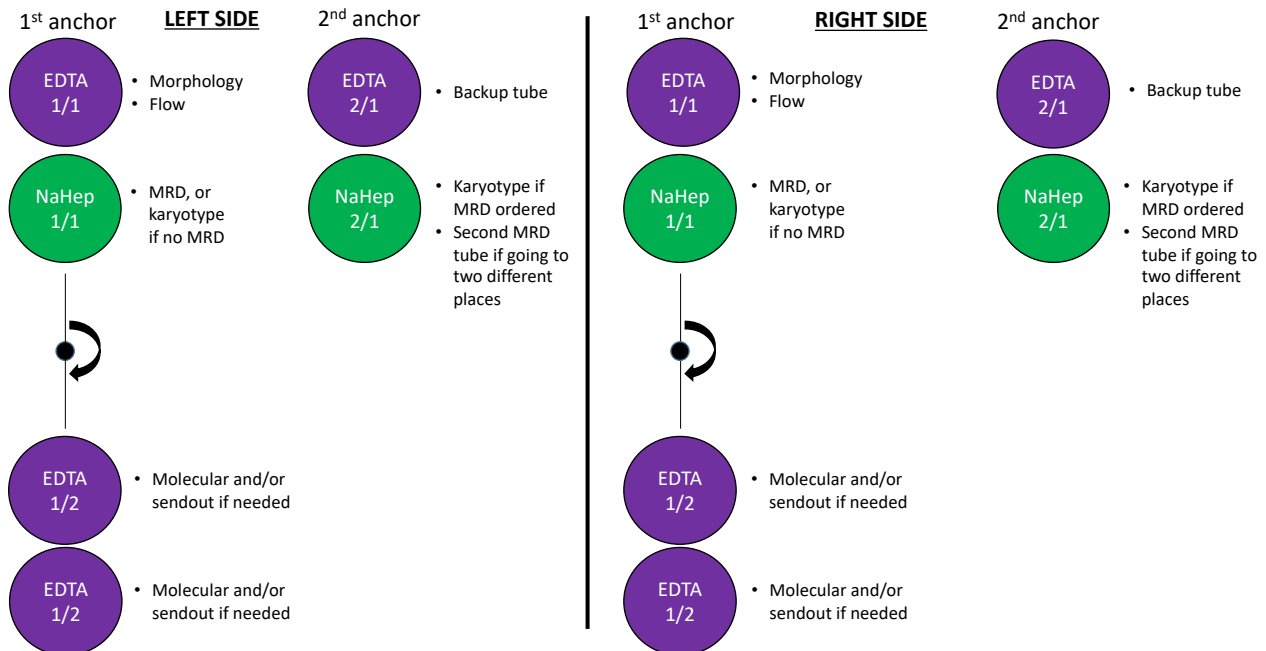 1st anchor
LEFT SIDE
2nd anchor
EDTA
1/1
• Morphology
• Flow
EDTA
2/1
• Backup tube
NaHep
1/1
• MRD, or
karyotype
if no MRD
NaHep
2/1
• Karyotype if
MRD ordered
• Second MRD
tube if going to
two different
places
EDTA
1/2
• Molecular and/or
sendout if needed
EDTA
1/2
• Molecular and/or
sendout if needed
1st anchor
RIGHT SIDE
2nd anchor
EDTA
1/1
• Morphology
• Flow
EDTA
2/1
• Backup tube
NaHep
1/1
• MRD, or
karyotype
if no MRD
NaHep
2/1
• Karyotype if
MRD ordered
• Second MRD
tube if going to
two different
places
EDTA
1/2
• Molecular and/or
sendout if needed
EDTA
1/2
• Molecular and/or
sendout if needed